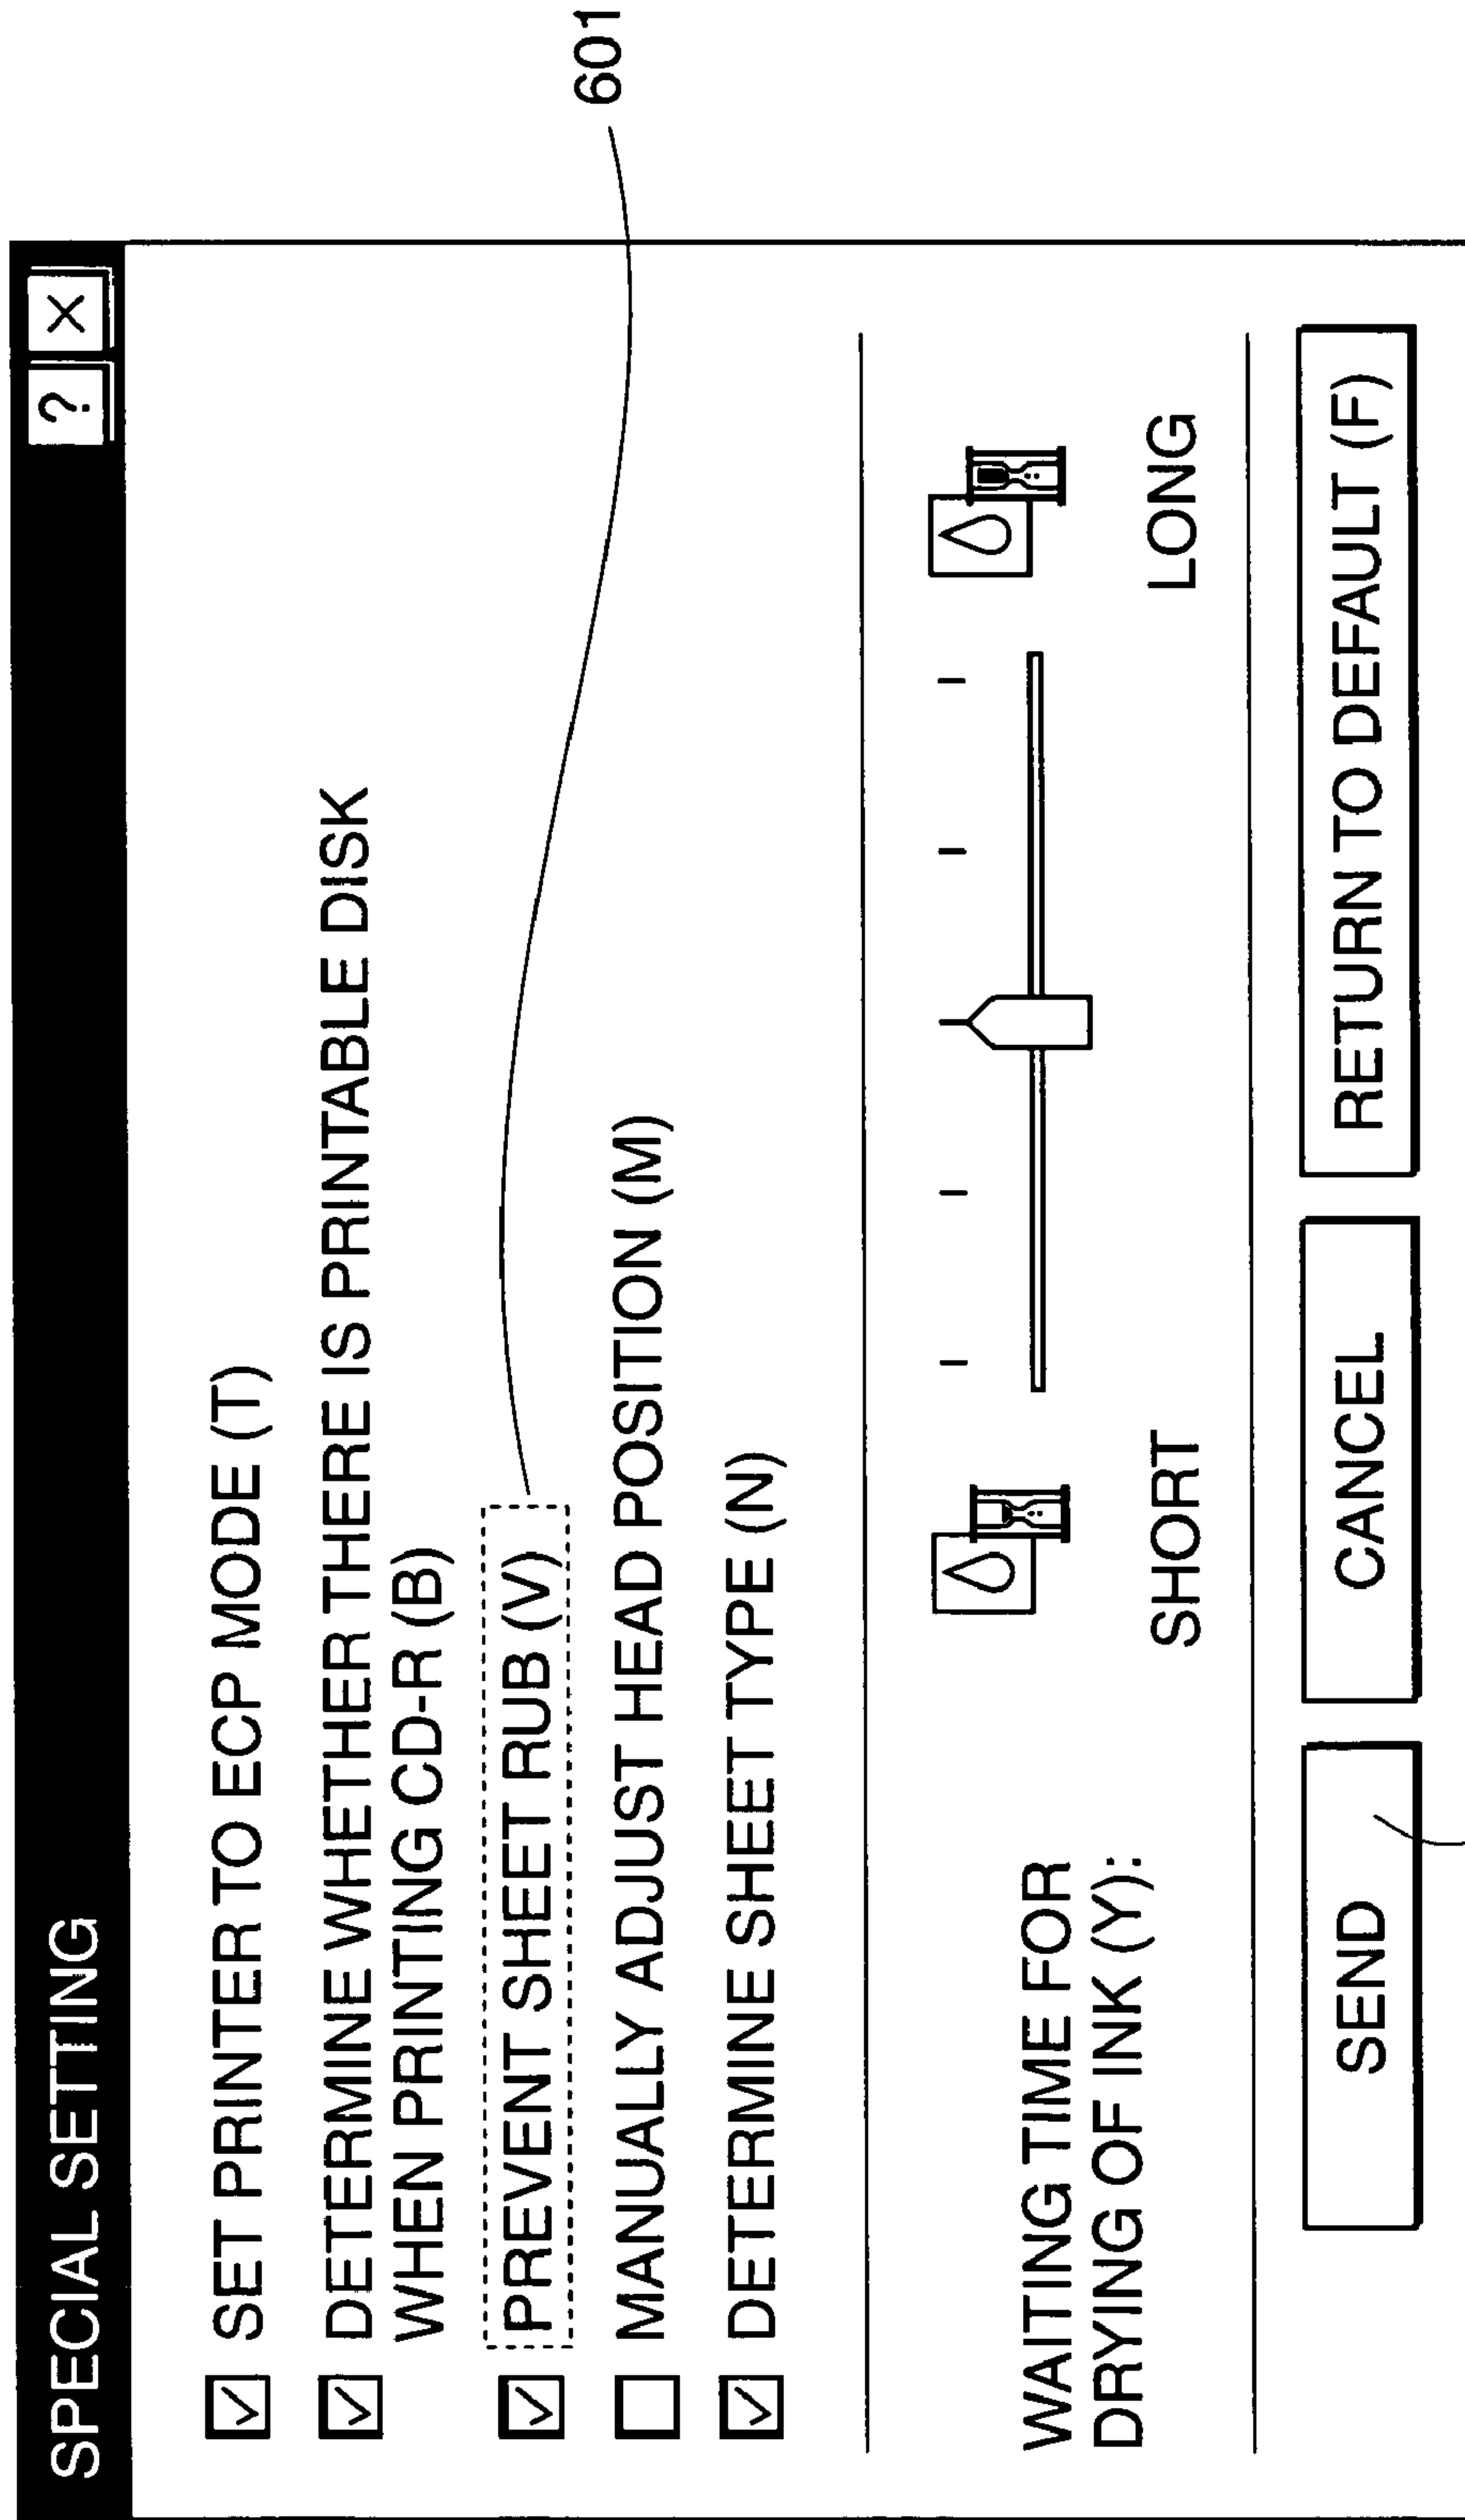 SPECIAL SETTING
? X
SET PRINTER TO ECP MODE (T)
DETERMINE WHETHER THERE IS PRINTABLE DISK
WHEN PRINTING CD-R (B)
PREVENT SHEET RUB (V)
601
MANUALLY ADJUST HEAD POSITION (M)
DETERMINE SHEET TYPE (N)
WAITING TIME FOR
DRYING OF INK (Y):
SHORT
LONG
SEND
CANCEL
RETURN TO DEFAULT (F)